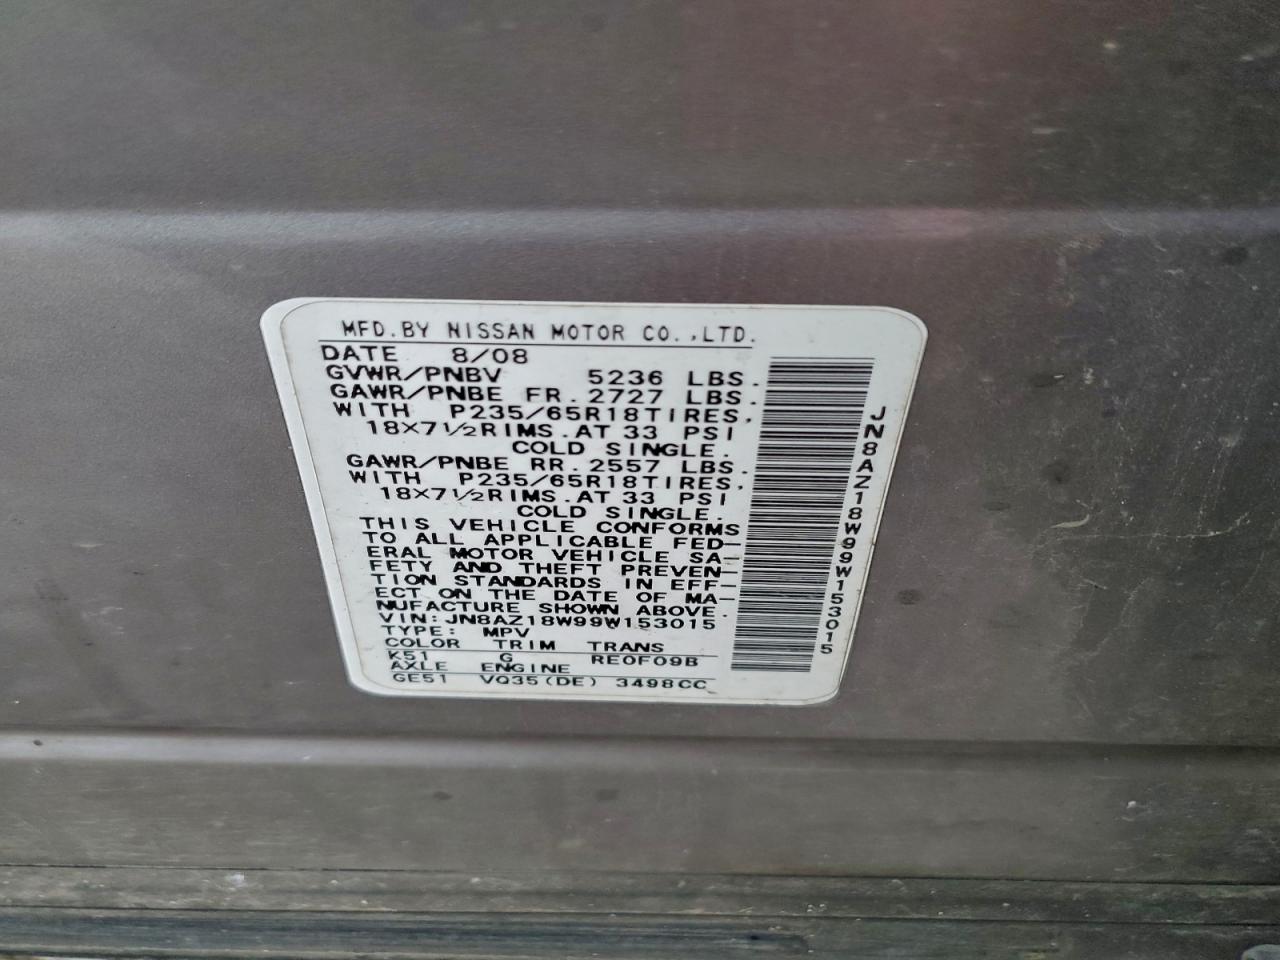 MFD. BY NISSAN MOTOR CO., LTD.
DATE 8/08
GVWR/PNBV 5236 LBS.
GAWR/PNBE FR. 2727 LBS.
WITH P235/65R18TIRES,
18X7½RIMS. AT 33 PSI
COLD SINGLE.
GAWR/PNBE RR. 2557 LBS.
WITH P235/65R18TIRES,
18X7½RIMS. AT 33 PSI
COLD SINGLE.
THIS VEHICLE CONFORMS
TO ALL APPLICABLE FED-
ERAL MOTOR VEHICLE SA-
FETY AND THEFT PREVEN-
TION STANDARDS IN EFF-
ECT ON THE DATE OF MA-
NUFACTURE SHOWN ABOVE.
VIN: JN8AZ18W99W153015
TYPE: MPV
COLOR TRIM TRANS
K51 G RE0F09B
AXLE ENGINE
GE51 VQ35(DE) 3498CC
JN8AZ18W99W153015